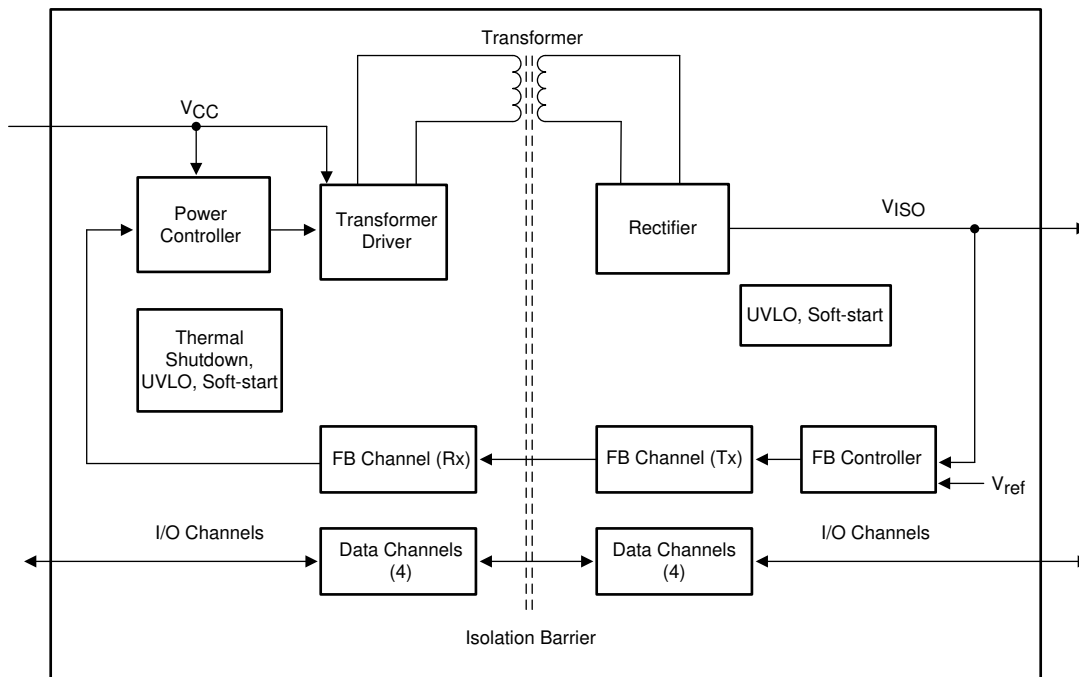 Transformer
VCC
Power
Controller
Transformer
Driver
Rectifier
VISO
UVLO, Soft-start
Thermal
Shutdown,
UVLO, Soft-start
FB Channel (Rx)
FB Channel (Tx)
FB Controller
Vref
I/O Channels
I/O Channels
Data Channels
(4)
Data Channels
(4)
Isolation Barrier